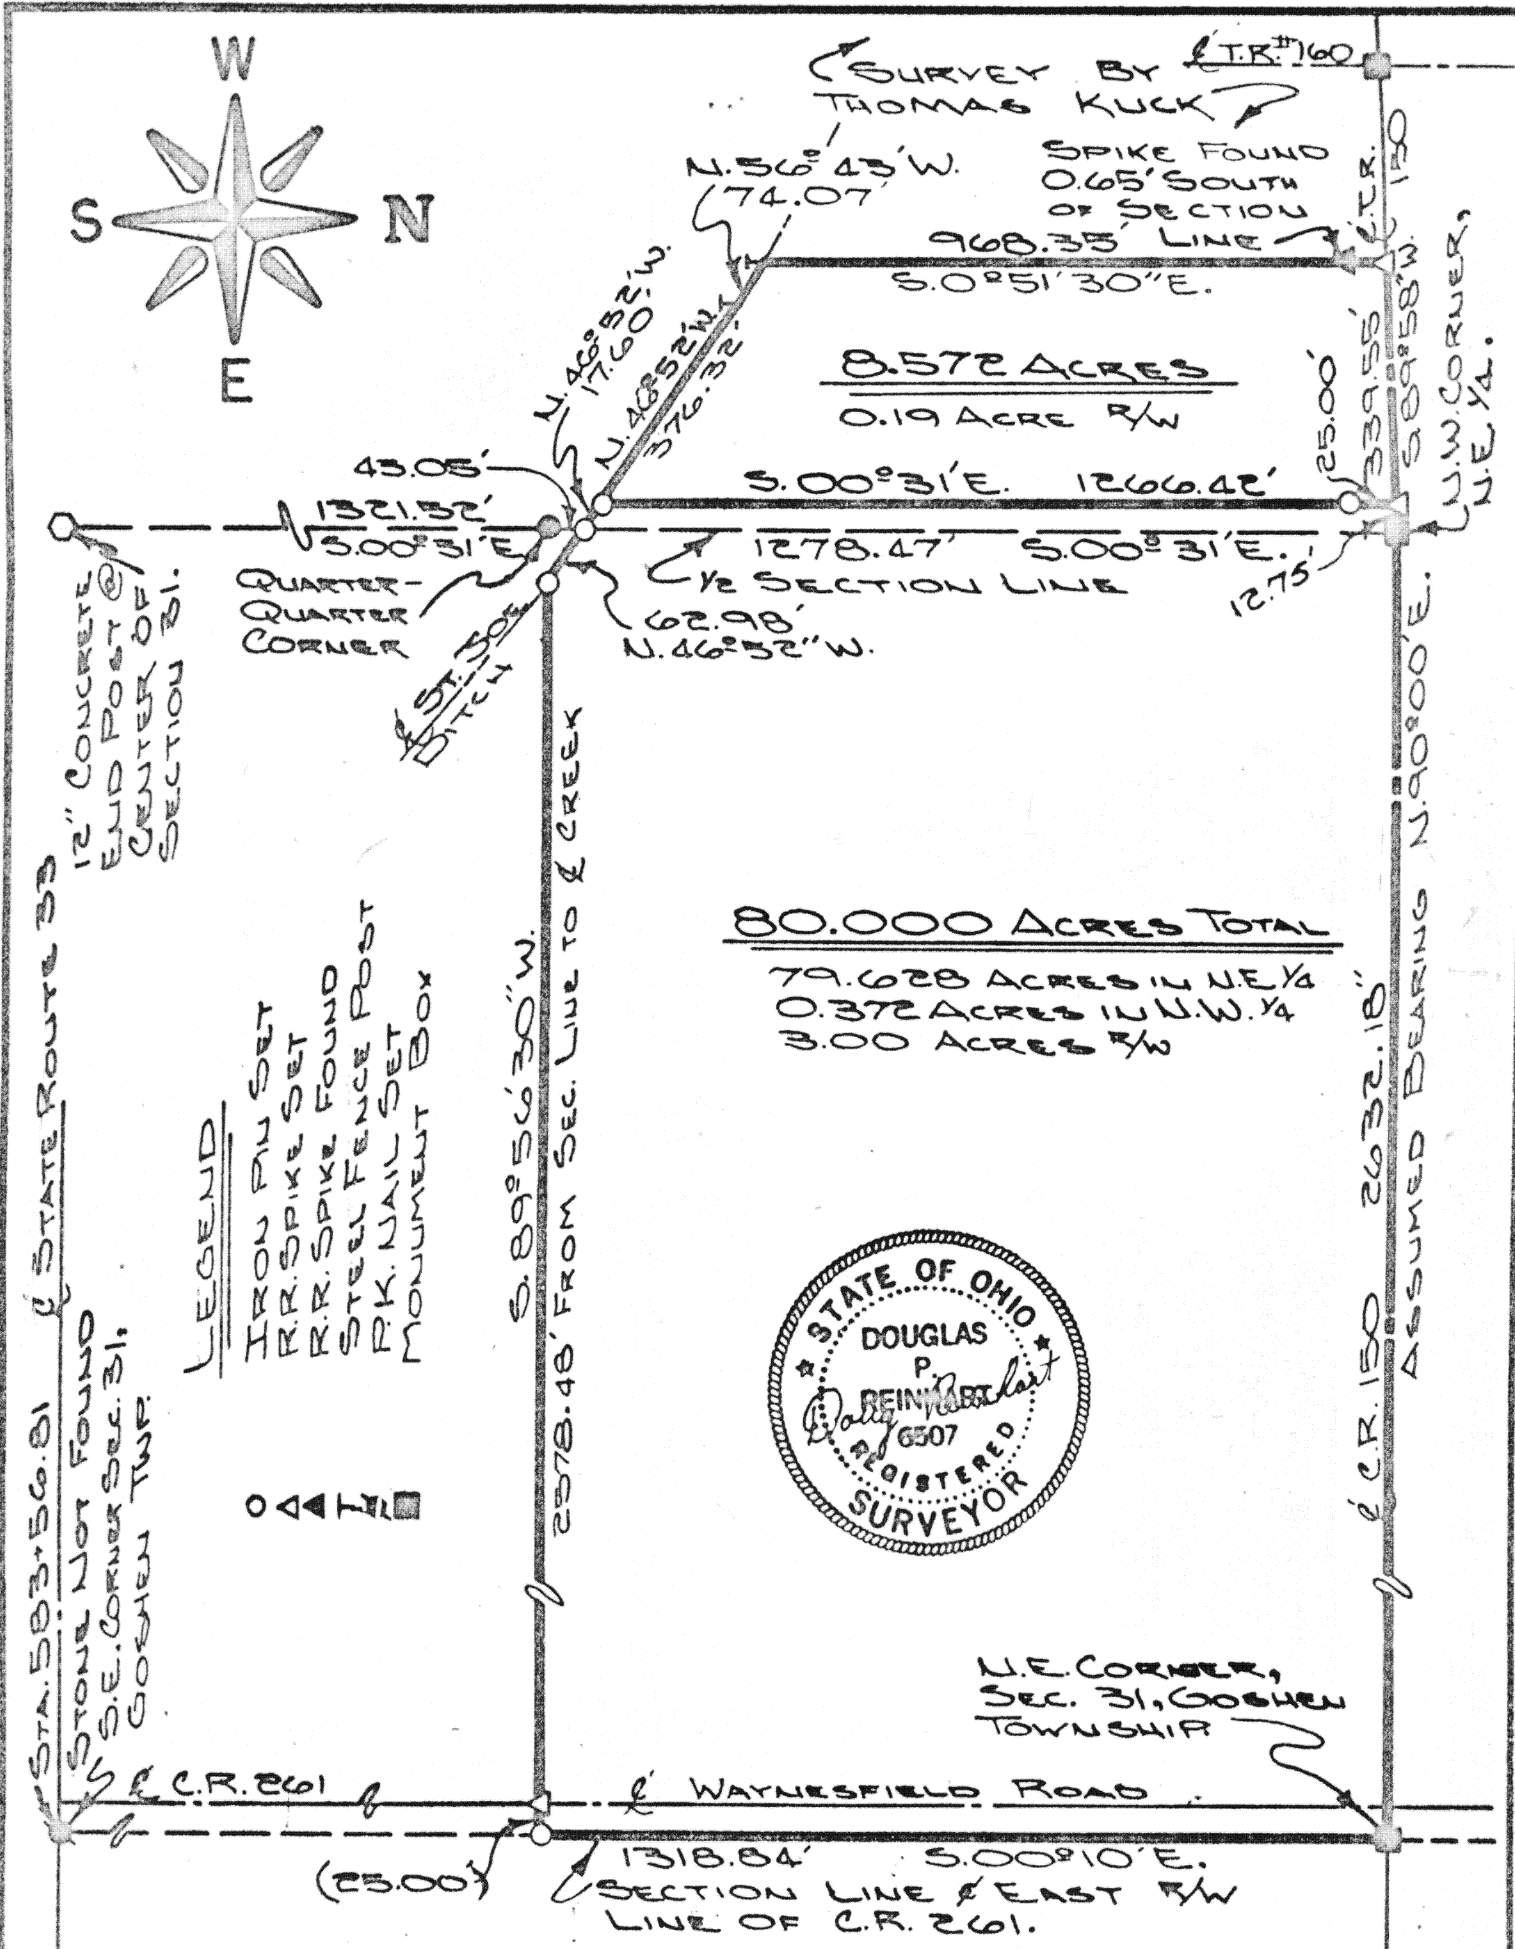 W
S
N
E
SURVEY BY
THOMAS KUCK
℄ T.R.#160
N.56°43'W.
74.07'
SPIKE FOUND
0.65' SOUTH
OF SECTION
LINE
968.35'
S.0°51'30"E.
℄ C.R. 150
N.46°52'W.
17.60'
N.46°52'W.
376.32'
8.572 ACRES
0.19 ACRE R/W
25.00'
339.55'
S.89°58'W.
N.W. CORNER,
N.E. 1/4.
43.05'
1321.52'
S.00°31'E.
S.00°31'E. 1266.42'
1278.47' S.00°31'E.
1/2 SECTION LINE
12.75'
QUARTER-
QUARTER
CORNER
62.98'
N.46°52"W.
℄ ST. JOE
DITCH
12" CONCRETE
END POST @
CENTER OF
SECTION 31.
S.89°56'30"W.
2578.48' FROM SEC. LINE TO ℄ CREEK
80.000 ACRES TOTAL
79.628 ACRES IN N.E 1/4
0.372 ACRES IN N.W. 1/4
3.00 ACRES R/W
℄ C.R. 150 2632.18"
ASSUMED BEARING N.90°00'E.
LEGEND
IRON PIN SET
R.R. SPIKE SET
R.R. SPIKE FOUND
STEEL FENCE POST
P.K. NAIL SET
MONUMENT BOX
STATE OF OHIO
DOUGLAS
P.
REINHART
6507
REGISTERED
SURVEYOR
Doug Reinhart
STA. 583+56.81 ℄ STATE ROUTE 33
STONE NOT FOUND
S.E. CORNER SEC. 31,
GOSHEN TWP.
N.E. CORNER,
SEC. 31, GOSHEN
TOWNSHIP.
℄ C.R. 261
℄ WAYNESFIELD ROAD
(25.00')
1318.84' S.00°10'E.
SECTION LINE & EAST R/W
LINE OF C.R. 261.